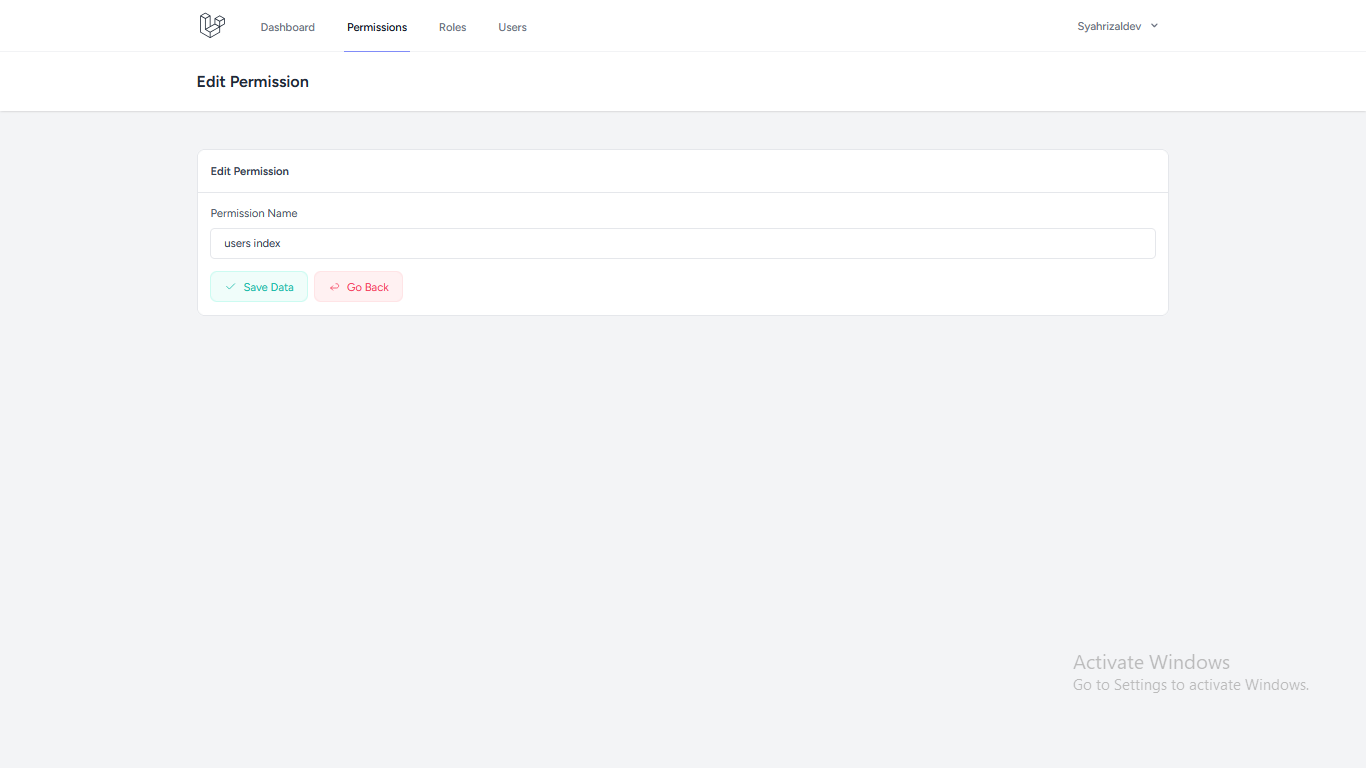 Dashboard Permissions Roles Users Syahrizaldev
Edit Permission
Edit Permission
Permission Name
users index
Save Data Go Back
Activate Windows
Go to Settings to activate Windows.